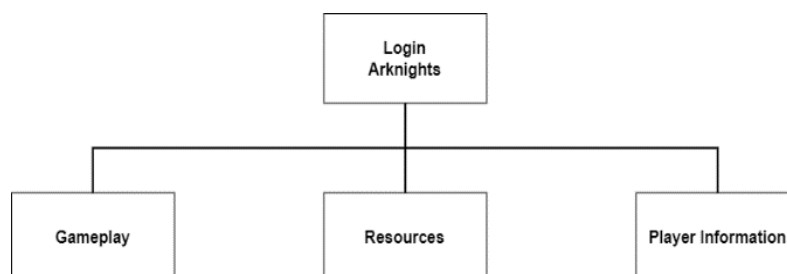 Login
Arknights
Gameplay
Resources
Player Information